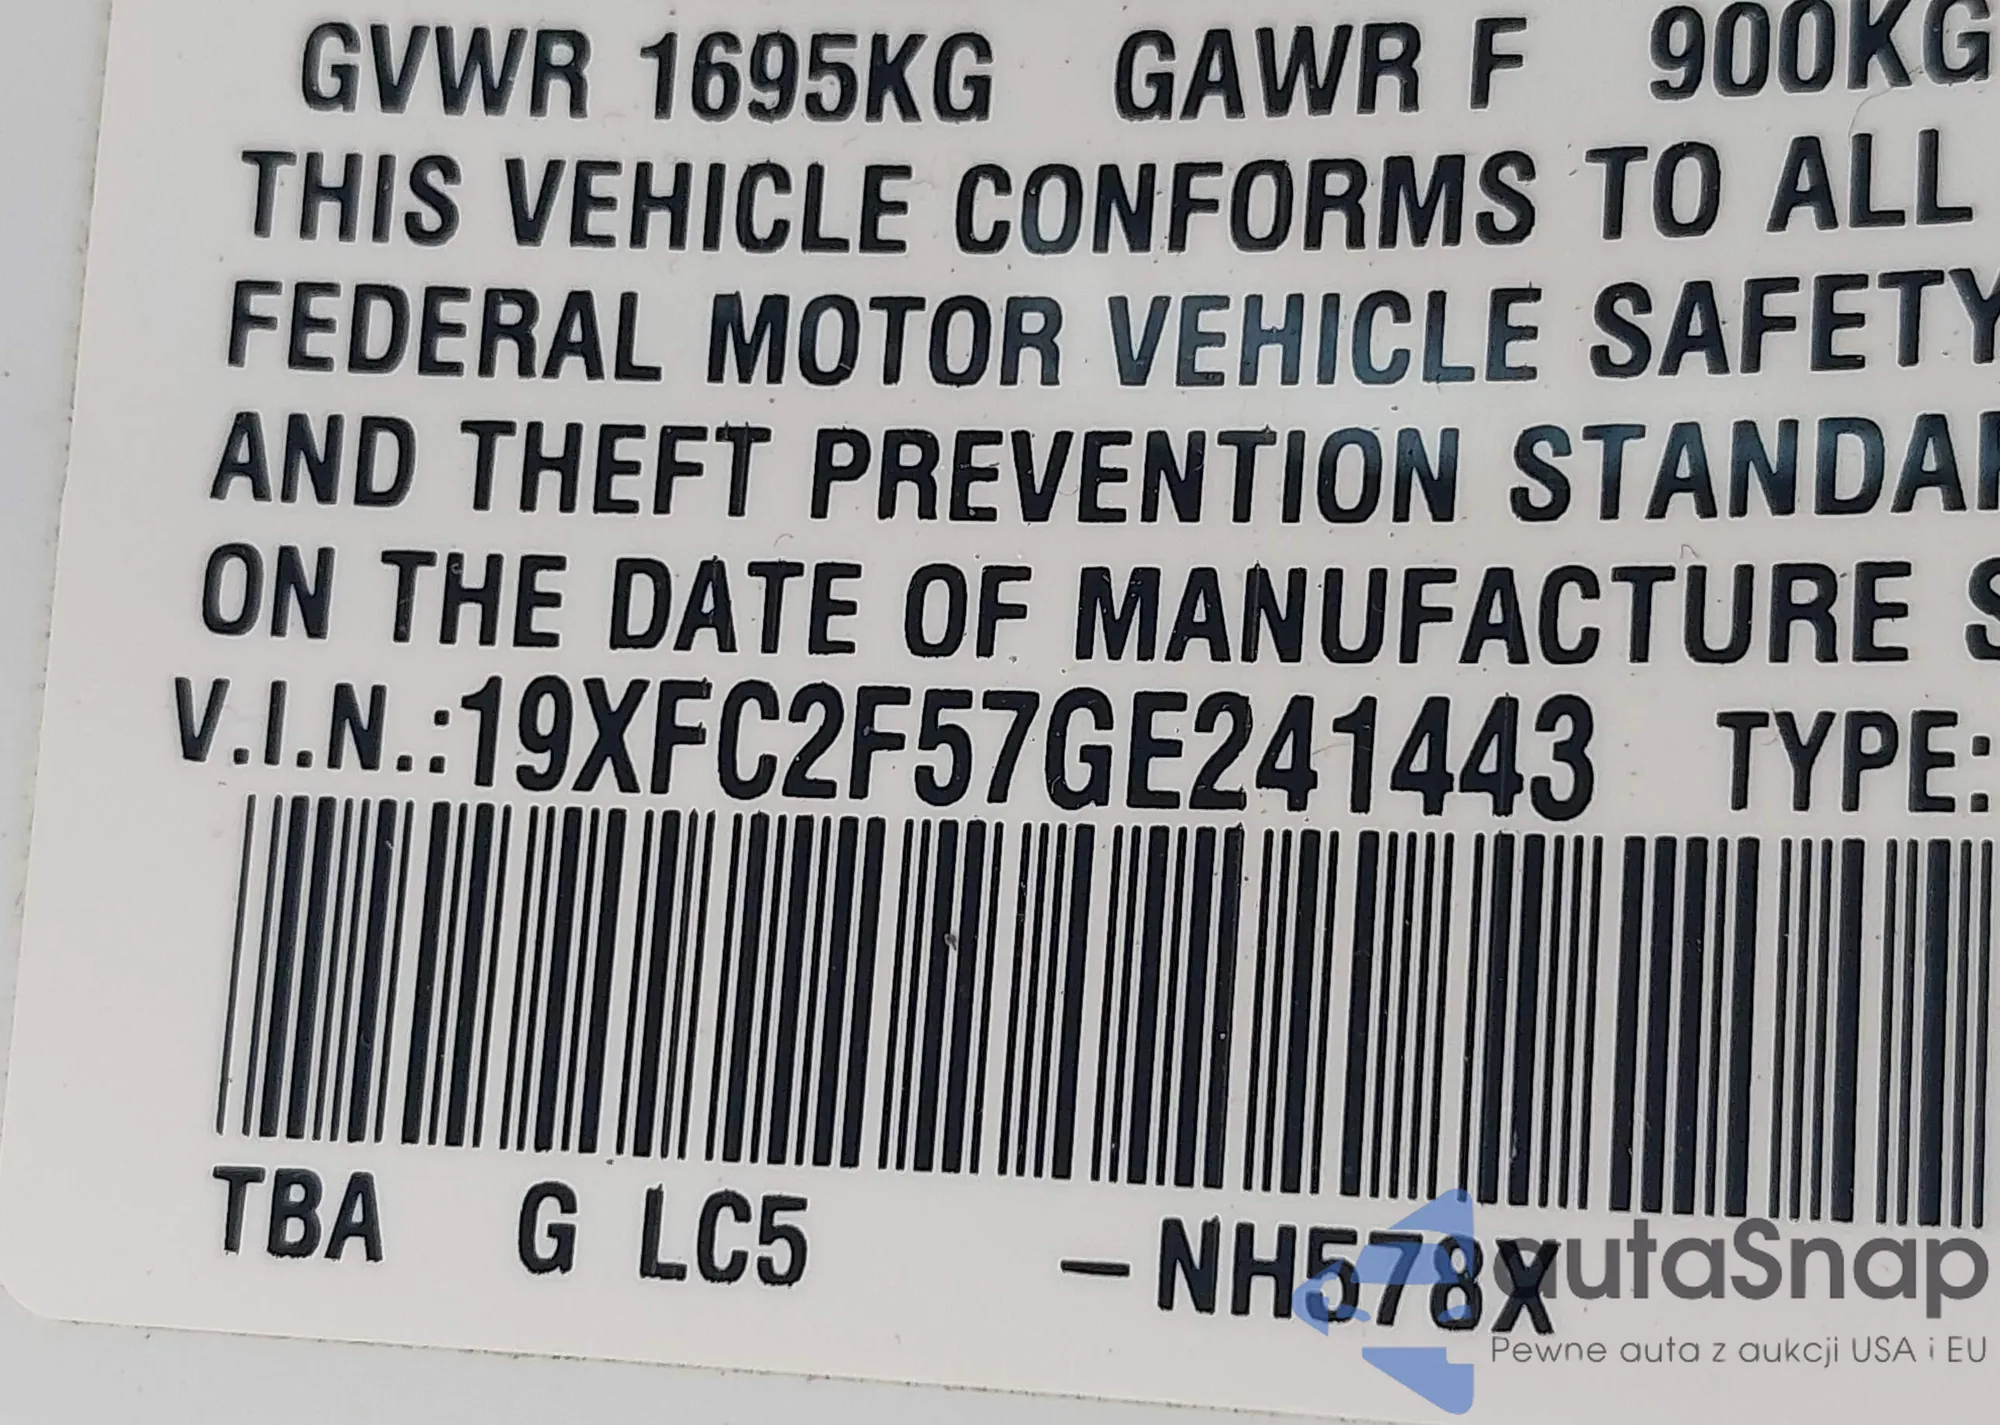 GVWR 1695KG GAWR F 900KG
THIS VEHICLE CONFORMS TO ALL
FEDERAL MOTOR VEHICLE SAFETY
AND THEFT PREVENTION
ON THE DATE OF MANUFACTURE
V.I.N.:19XFC2F57GE241443 TYPE:
TBA G LC5 –NH578X
autaSnap
Pewne auta z aukcji USA i EU